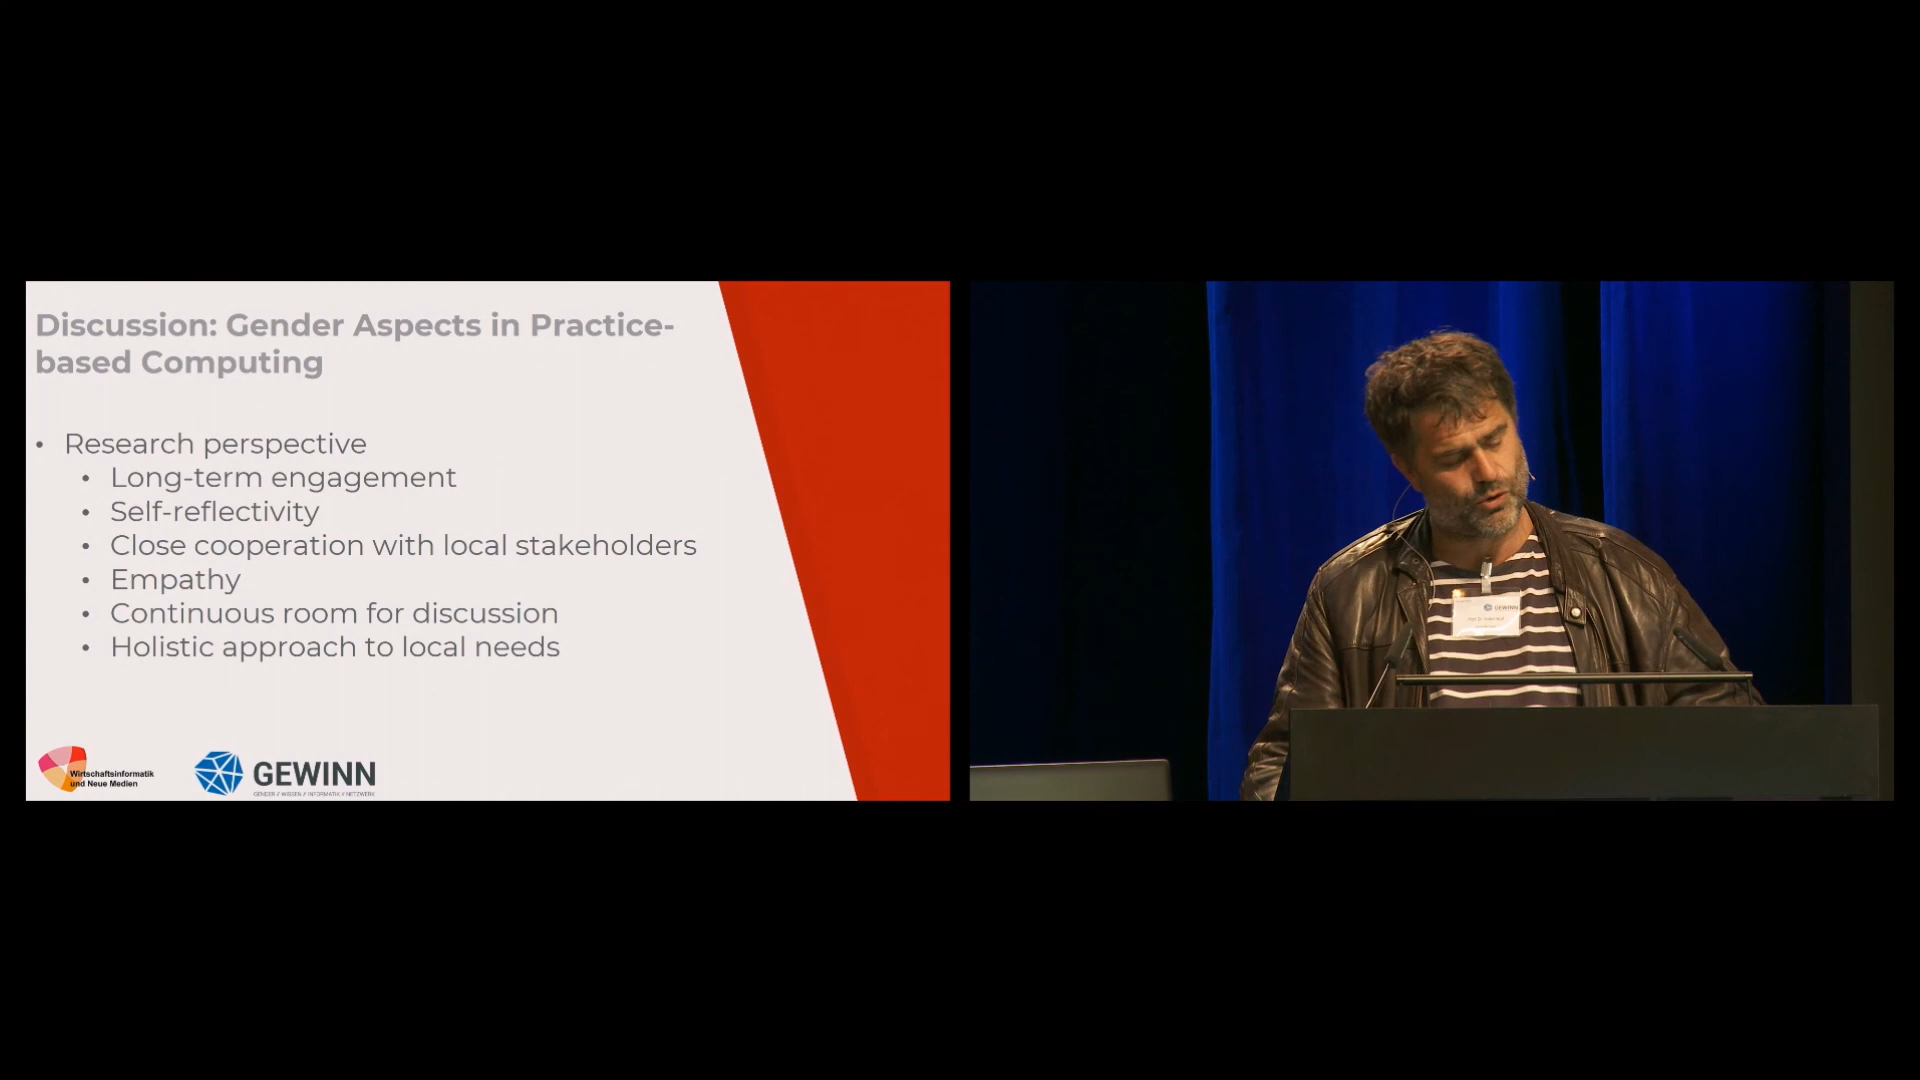 Discussion: Gender Aspects in Practice-
based Computing
• Research perspective
• Long-term engagement
• Self-reflectivity
• Close cooperation with local stakeholders
• Empathy
• Continuous room for discussion
• Holistic approach to local needs
Wirtschaftsinformatik
und Neue Medien
GEWINN
GENDER // WISSEN // INFORMATIK // NETZWERK
GEWINN